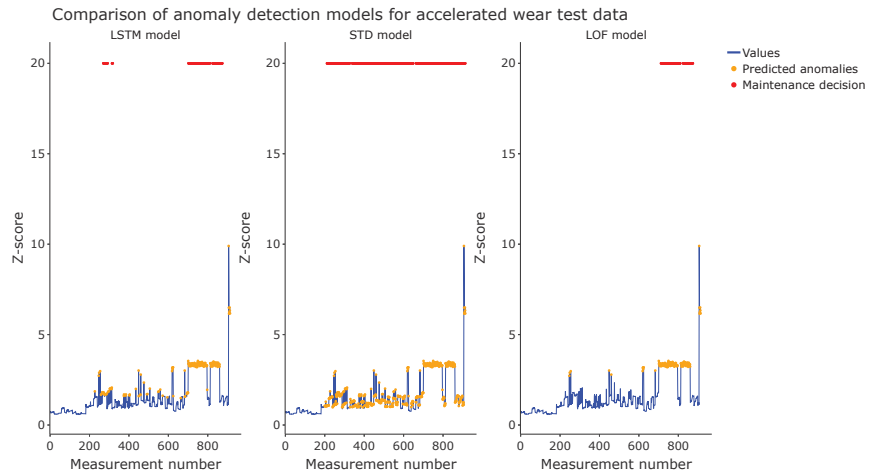 Comparison of anomaly detection models for accelerated wear test data
LSTM model
STD model
LOF model
Values
Predicted anomalies
Maintenance decision
Z-score
20
15
10
5
0
0 200 400 600 800
Measurement number
Z-score
20
15
10
5
0
0 200 400 600 800
Measurement number
Z-score
20
15
10
5
0
0 200 400 600 800
Measurement number